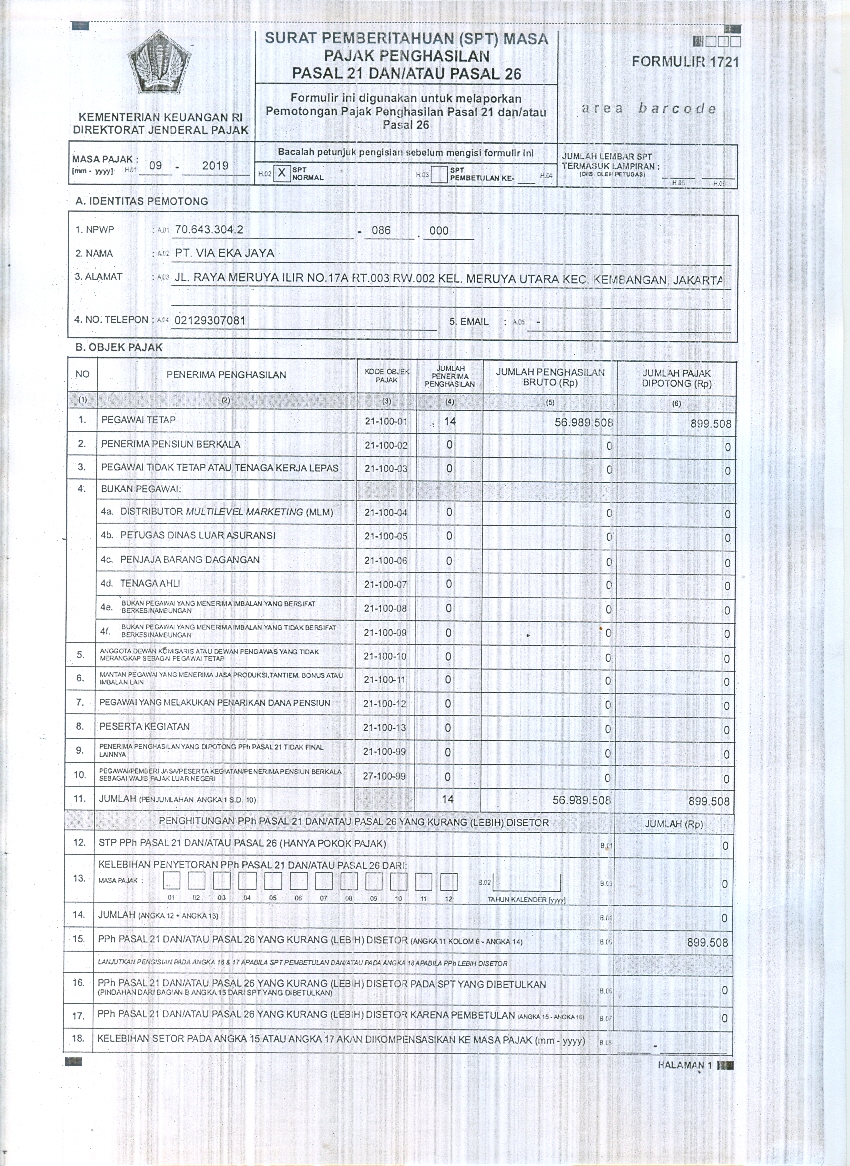 SURAT PEMBERITAHUAN (SPT) MASA
PAJAK PENGHASILAN
PASAL 21 DAN/ATAU PASAL 26
FORMULIR 1721
Formulir ini digunakan untuk melaporkan
Pemotongan Pajak Penghasilan Pasal 21 dan/atau
Pasal 26
area barcode
KEMENTERIAN KEUANGAN RI
DIREKTORAT JENDERAL PAJAK
MASA PAJAK :
[mm - yyyy] H.01 09 - 2019
Bacalah petunjuk pengisian sebelum mengisi formulir ini
H.02 X SPT NORMAL H.03 SPT PEMBETULAN KE- H.04
JUMLAH LEMBAR SPT
TERMASUK LAMPIRAN :
(DIISI OLEH PETUGAS) H.05
A. IDENTITAS PEMOTONG
1. NPWP : A.01 70.643.304.2 - 086 . 000
2. NAMA : A.02 PT. VIA EKA JAYA
3. ALAMAT : A.03 JL. RAYA MERUYA ILIR NO.17A RT.003 RW.002 KEL. MERUYA UTARA KEC. KEMBANGAN, JAKARTA
4. NO. TELEPON : A.04 02129307081 5. EMAIL : A.05 -
B. OBJEK PAJAK
NO PENERIMA PENGHASILAN KODE OBJEK PAJAK JUMLAH PENERIMA PENGHASILAN JUMLAH PENGHASILAN BRUTO (Rp) JUMLAH PAJAK DIPOTONG (Rp)
(1) (2) (3) (4) (5) (6)
1. PEGAWAI TETAP 21-100-01 14 56.989.508 899.508
2. PENERIMA PENSIUN BERKALA 21-100-02 0 0 0
3. PEGAWAI TIDAK TETAP ATAU TENAGA KERJA LEPAS 21-100-03 0 0 0
4. BUKAN PEGAWAI:
4a. DISTRIBUTOR MULTILEVEL MARKETING (MLM) 21-100-04 0 0 0
4b. PETUGAS DINAS LUAR ASURANSI 21-100-05 0 0 0
4c. PENJAJA BARANG DAGANGAN 21-100-06 0 0 0
4d. TENAGA AHLI 21-100-07 0 0 0
4e. BUKAN PEGAWAI YANG MENERIMA IMBALAN YANG BERSIFAT BERKESINAMBUNGAN 21-100-08 0 0 0
4f. BUKAN PEGAWAI YANG MENERIMA IMBALAN YANG TIDAK BERSIFAT BERKESINAMBUNGAN 21-100-09 0 0 0
5. ANGGOTA DEWAN KOMISARIS ATAU DEWAN PENGAWAS YANG TIDAK MERANGKAP SEBAGAI PEGAWAI TETAP 21-100-10 0 0 0
6. MANTAN PEGAWAI YANG MENERIMA JASA PRODUKSI, TANTIEM, BONUS ATAU IMBALAN LAIN 21-100-11 0 0 0
7. PEGAWAI YANG MELAKUKAN PENARIKAN DANA PENSIUN 21-100-12 0 0 0
8. PESERTA KEGIATAN 21-100-13 0 0 0
9. PENERIMA PENGHASILAN YANG DIPOTONG PPh PASAL 21 TIDAK FINAL LAINNYA 21-100-99 0 0 0
10. PEGAWAI/PEMBERI JASA/PESERTA KEGIATAN/PENERIMA PENSIUN BERKALA SEBAGAI WAJIB PAJAK LUAR NEGERI 27-100-99 0 0 0
11. JUMLAH (PENJUMLAHAN ANGKA 1 S.D. 10) 14 56.989.508 899.508
PENGHITUNGAN PPh PASAL 21 DAN/ATAU PASAL 26 YANG KURANG (LEBIH) DISETOR JUMLAH (Rp)
12. STP PPh PASAL 21 DAN/ATAU PASAL 26 (HANYA POKOK PAJAK) B.01 0
13. KELEBIHAN PENYETORAN PPh PASAL 21 DAN/ATAU PASAL 26 DARI:
MASA PAJAK : B.02 B.03 0
01 02 03 04 05 06 07 08 09 10 11 12 TAHUN KALENDER [yyyy]
14. JUMLAH (ANGKA 12 + ANGKA 13) B.04 0
15. PPh PASAL 21 DAN/ATAU PASAL 26 YANG KURANG (LEBIH) DISETOR (ANGKA 11 KOLOM 6 - ANGKA 14) B.05 899.508
LANJUTKAN PENGISIAN PADA ANGKA 16 & 17 APABILA SPT PEMBETULAN DAN/ATAU PADA ANGKA 18 APABILA PPh LEBIH DISETOR
16. PPh PASAL 21 DAN/ATAU PASAL 26 YANG KURANG (LEBIH) DISETOR PADA SPT YANG DIBETULKAN
(PINDAHAN DARI BAGIAN B ANGKA 15 DARI SPT YANG DIBETULKAN) B.06 0
17. PPh PASAL 21 DAN/ATAU PASAL 26 YANG KURANG (LEBIH) DISETOR KARENA PEMBETULAN (ANGKA 15 - ANGKA 16) B.07 0
18. KELEBIHAN SETOR PADA ANGKA 15 ATAU ANGKA 17 AKAN DIKOMPENSASIKAN KE MASA PAJAK (mm - yyyy) B.08 -
HALAMAN 1